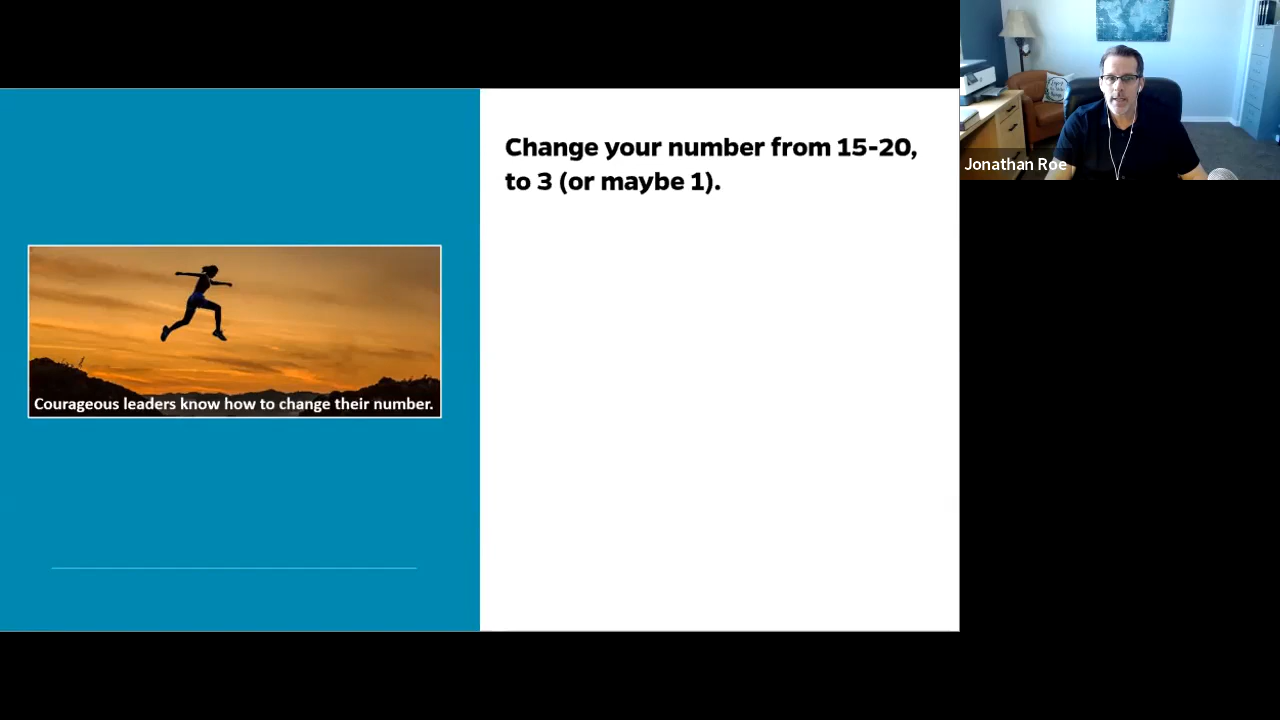 Change your number from 15-20,
to 3 (or maybe 1).
Courageous leaders know how to change their number.
Jonathan Roe